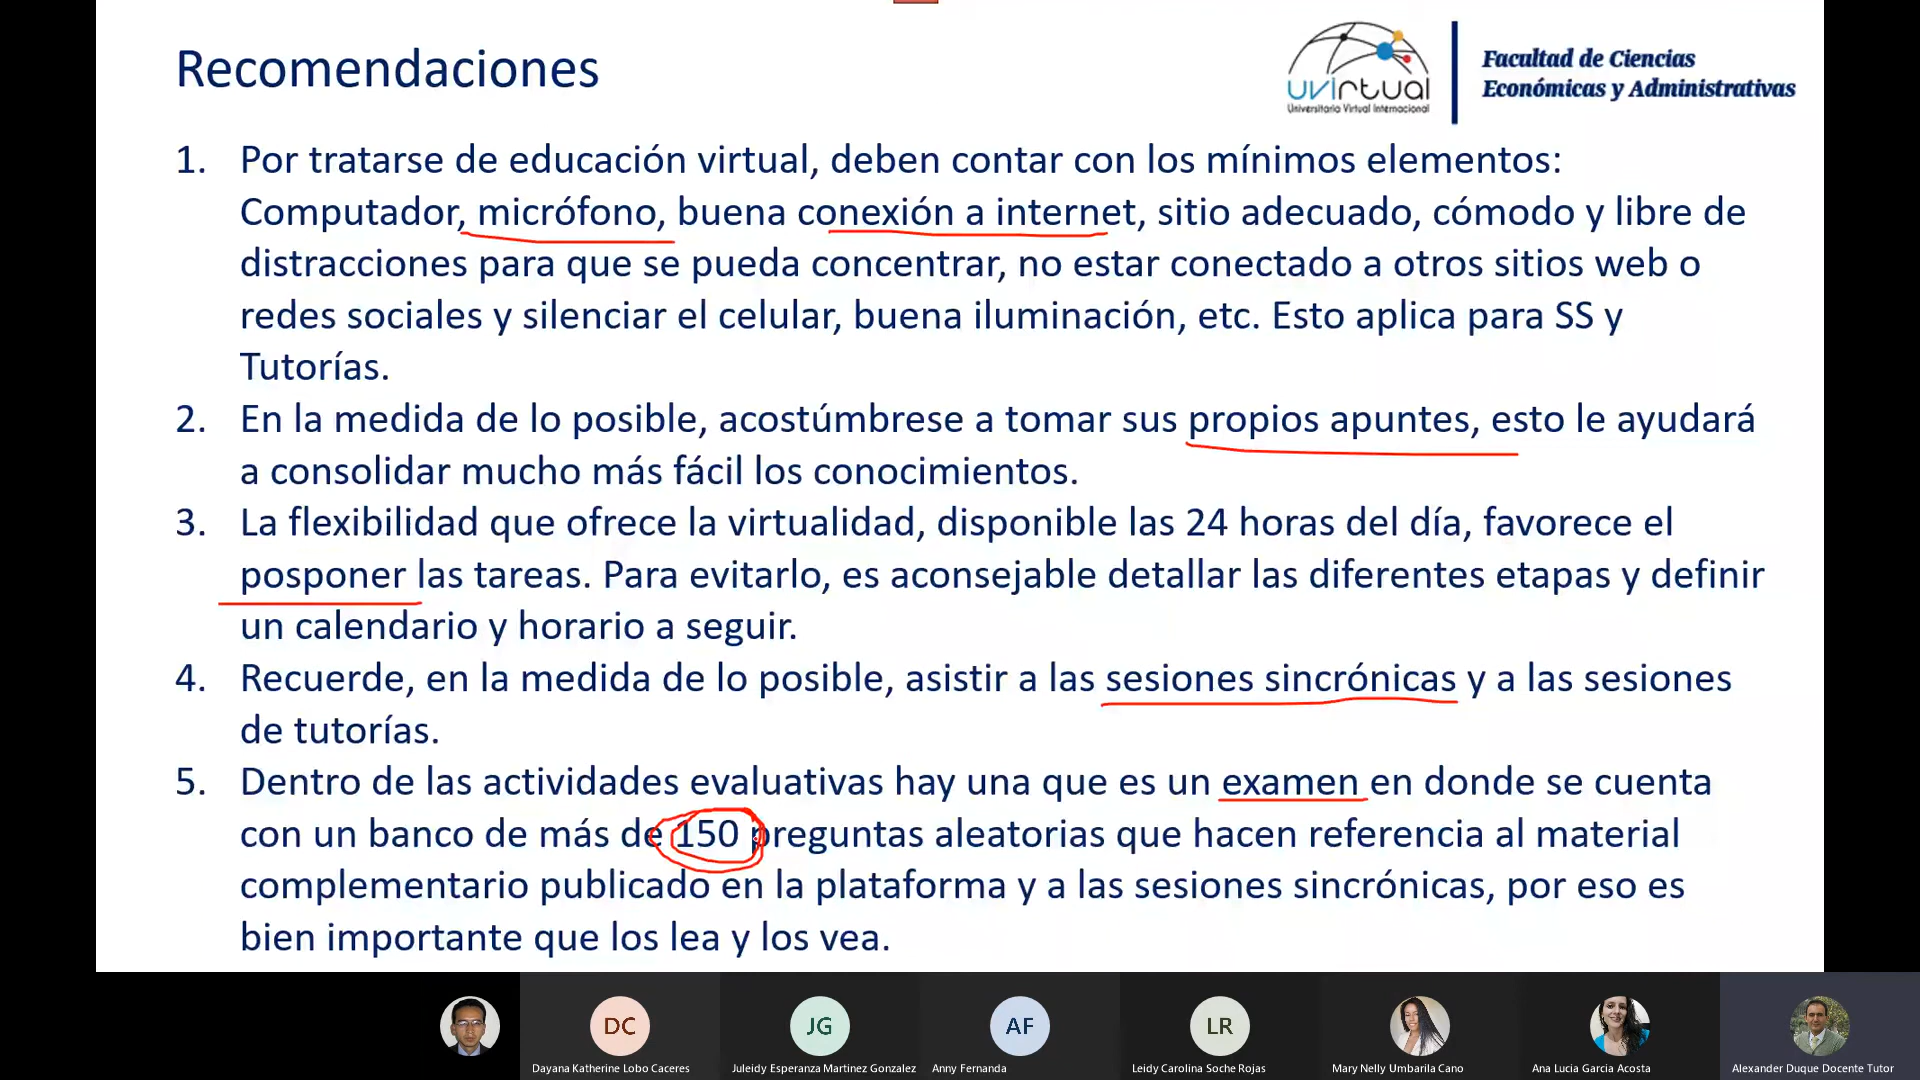 Recomendaciones
uvirtual
Universitaria Virtual Internacional
Facultad de Ciencias
Económicas y Administrativas
1. Por tratarse de educación virtual, deben contar con los mínimos elementos:
Computador, micrófono, buena conexión a internet, sitio adecuado, cómodo y libre de
distracciones para que se pueda concentrar, no estar conectado a otros sitios web o
redes sociales y silenciar el celular, buena iluminación, etc. Esto aplica para SS y
Tutorías.
2. En la medida de lo posible, acostúmbrese a tomar sus propios apuntes, esto le ayudará
a consolidar mucho más fácil los conocimientos.
3. La flexibilidad que ofrece la virtualidad, disponible las 24 horas del día, favorece el
posponer las tareas. Para evitarlo, es aconsejable detallar las diferentes etapas y definir
un calendario y horario a seguir.
4. Recuerde, en la medida de lo posible, asistir a las sesiones sincrónicas y a las sesiones
de tutorías.
5. Dentro de las actividades evaluativas hay una que es un examen en donde se cuenta
con un banco de más de 150 preguntas aleatorias que hacen referencia al material
complementario publicado en la plataforma y a las sesiones sincrónicas, por eso es
bien importante que los lea y los vea.
DC
JG
AF
LR
Dayana Katherine Lobo Caceres
Juleidy Esperanza Martinez Gonzalez
Anny Fernanda
Leidy Carolina Soche Rojas
Mary Nelly Umbarila Cano
Ana Lucia Garcia Acosta
Alexander Duque Docente Tutor